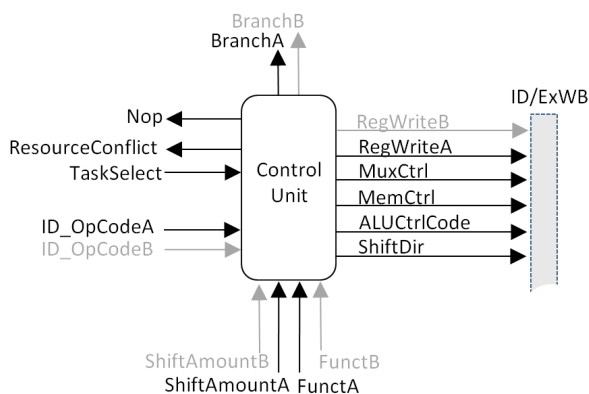 BranchB
BranchA
ID/ExWB
Nop
RegWriteB
ResourceConflict
RegWriteA
TaskSelect
Control
Unit
MuxCtrl
MemCtrl
ID_OpCodeA
ALUCtrlCode
ID_OpCodeB
ShiftDir
ShiftAmountB
FunctB
ShiftAmountA
FunctA